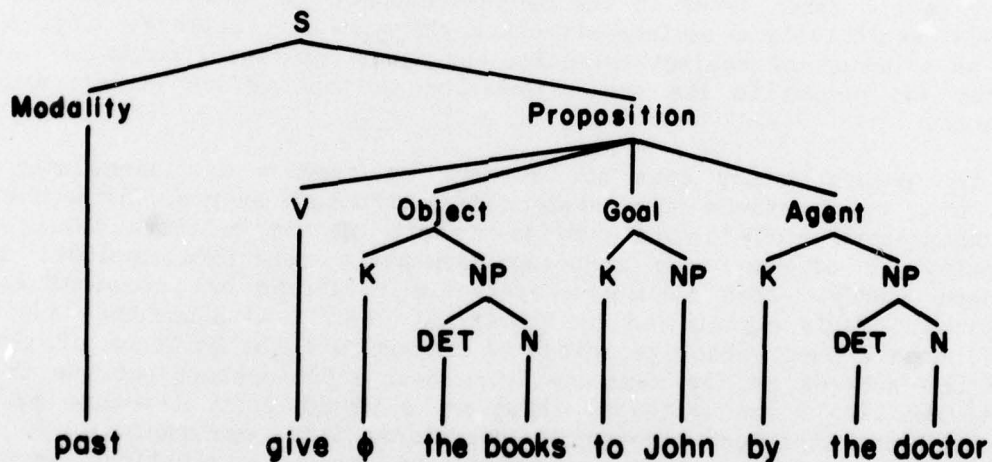 S
Modality Proposition
V Object Goal Agent
K NP K NP K NP
DET N DET N
past give ϕ the books to John by the doctor